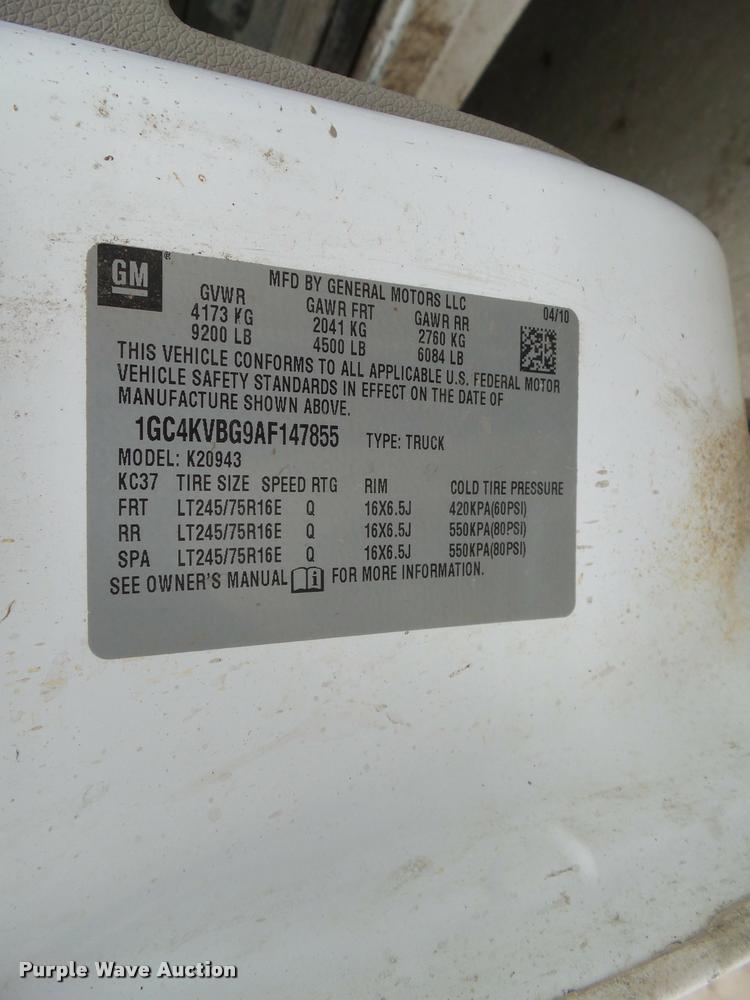 GM ®
MFD BY GENERAL MOTORS LLC
GVWR GAWR FRT GAWR RR 04/10
4173 KG 2041 KG 2760 KG
9200 LB 4500 LB 6084 LB
THIS VEHICLE CONFORMS TO ALL APPLICABLE U.S. FEDERAL MOTOR
VEHICLE SAFETY STANDARDS IN EFFECT ON THE DATE OF
MANUFACTURE SHOWN ABOVE.
1GC4KVBG9AF147855 TYPE: TRUCK
MODEL: K20943
KC37 TIRE SIZE SPEED RTG RIM COLD TIRE PRESSURE
FRT LT245/75R16E Q 16X6.5J 420KPA(60PSI)
RR LT245/75R16E Q 16X6.5J 550KPA(80PSI)
SPA LT245/75R16E Q 16X6.5J 550KPA(80PSI)
SEE OWNER'S MANUAL i FOR MORE INFORMATION.
Purple Wave Auction